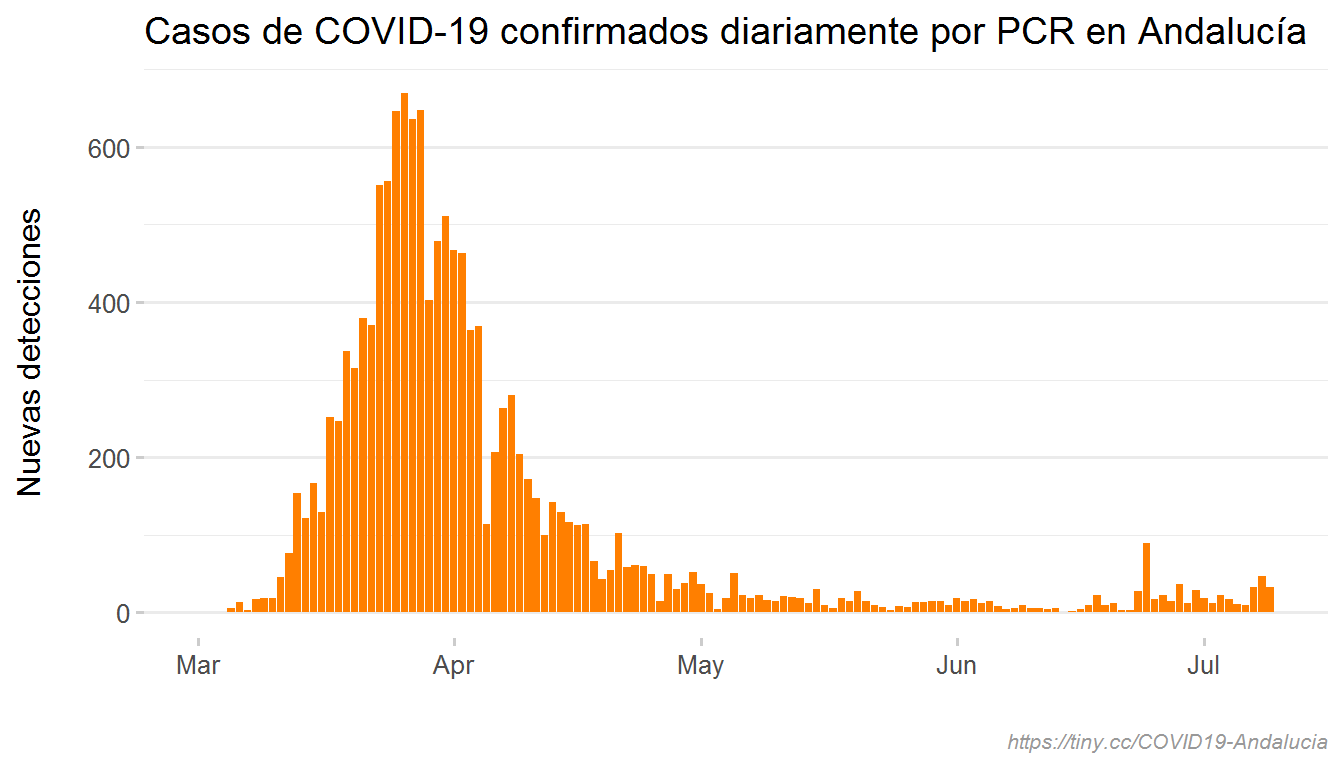 Casos de COVID-19 confirmados diariamente por PCR en Andalucía
Nuevas detecciones
600
400
200
0
Mar Apr May Jun Jul
https://tiny.cc/COVID19-Andalucia